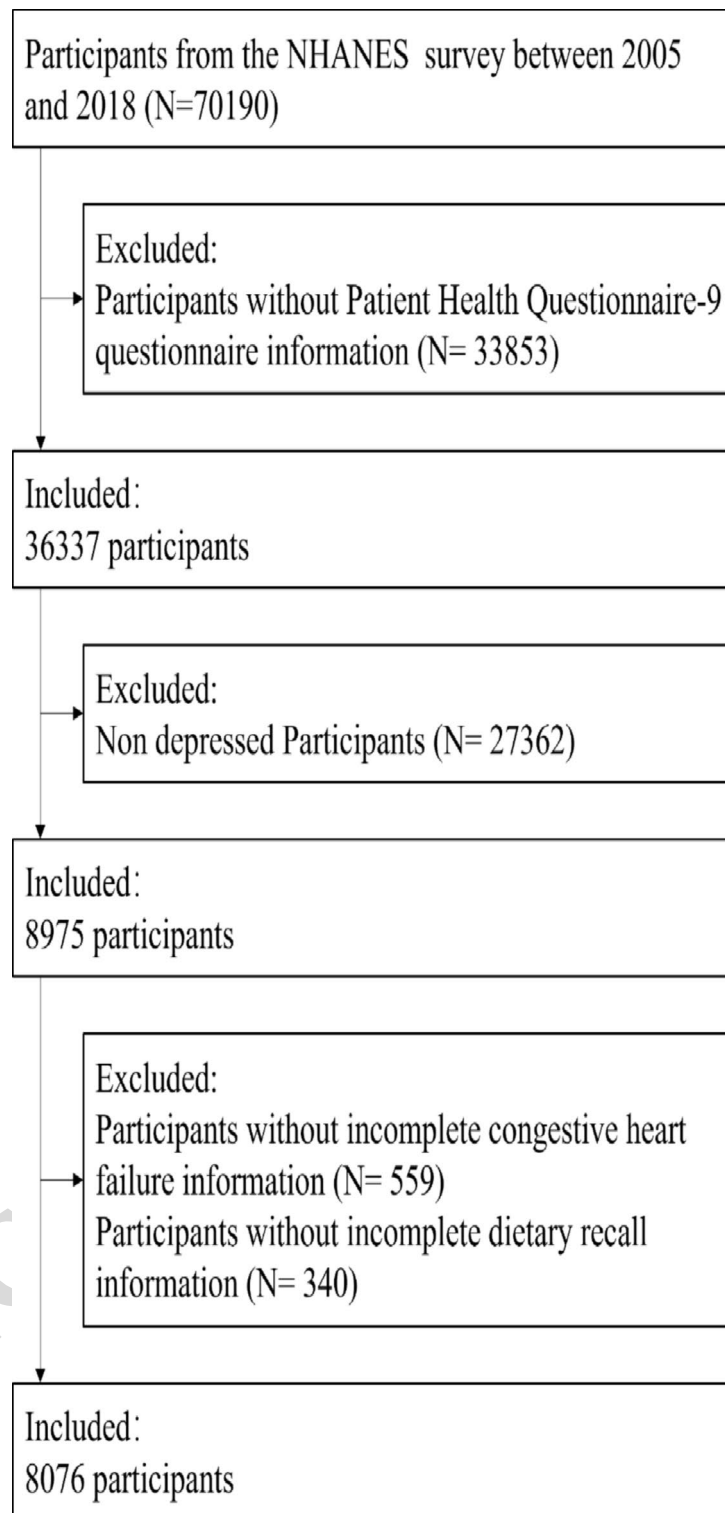 Participants from the NHANES survey between 2005
and 2018 (N=70190)
Excluded:
Participants without Patient Health Questionnaire-9
questionnaire information (N= 33853)
Included:
36337 participants
Excluded:
Non depressed Participants (N= 27362)
Included:
8975 participants
Excluded:
Participants without incomplete congestive heart
failure information (N= 559)
Participants without incomplete dietary recall
information (N= 340)
Included:
8076 participants